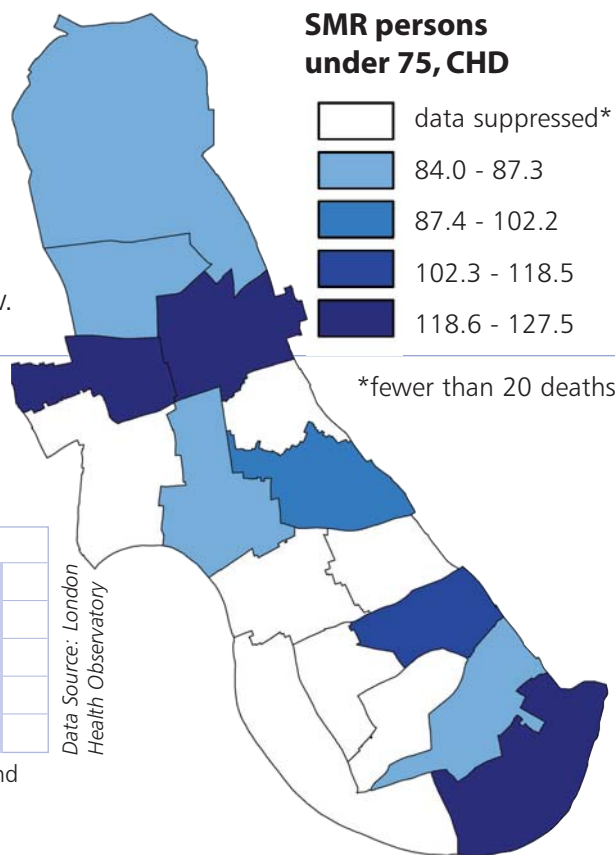 SMR persons
under 75, CHD
data suppressed*
84.0 - 87.3
87.4 - 102.2
102.3 - 118.5
118.6 - 127.5
*fewer than 20 deaths
Data Source: London
Health Observatory